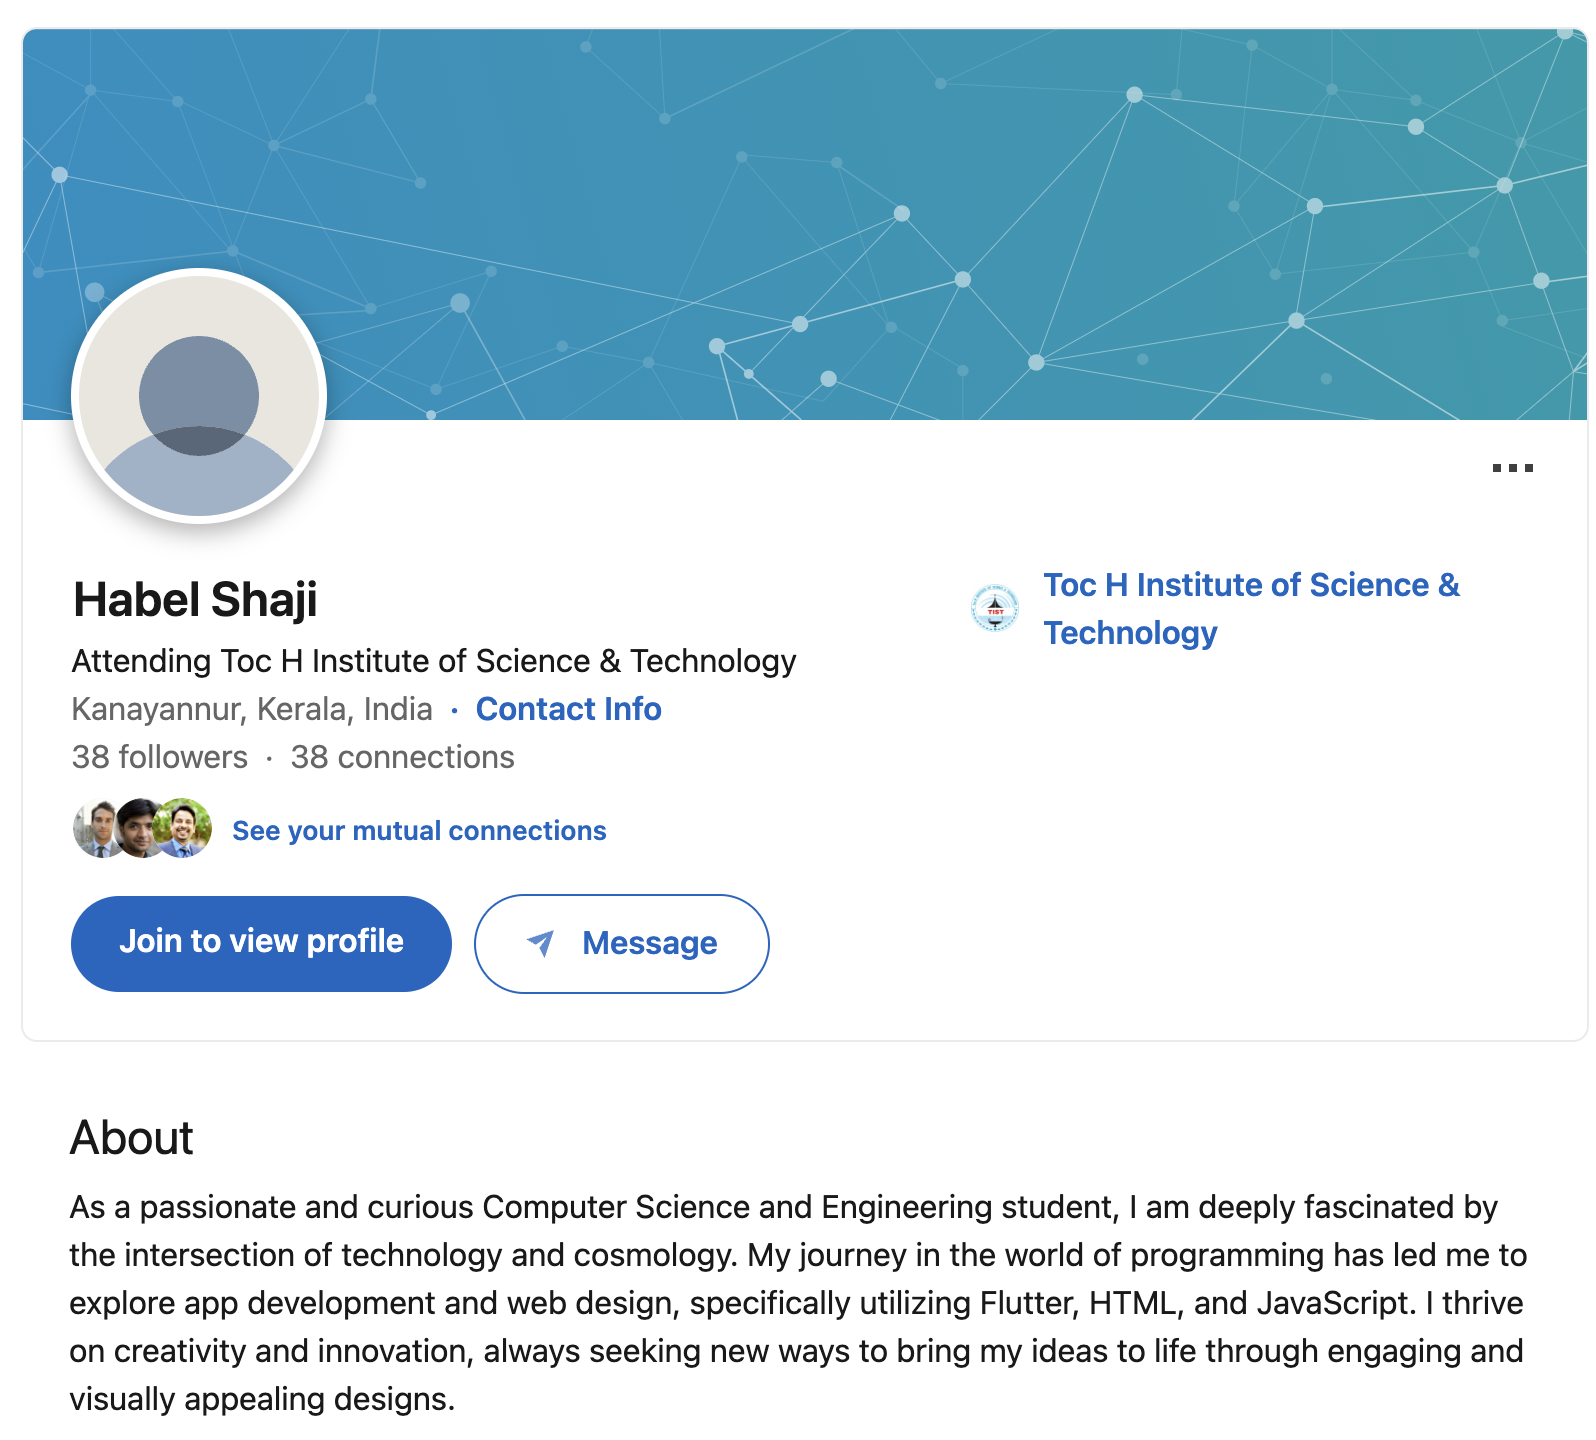 Habel Shaji
Attending Toc H Institute of Science & Technology
Kanayannur, Kerala, India · Contact Info
38 followers · 38 connections
See your mutual connections
Join to view profile
Message
TIST
Toc H Institute of Science &
Technology
About
As a passionate and curious Computer Science and Engineering student, I am deeply fascinated by
the intersection of technology and cosmology. My journey in the world of programming has led me to
explore app development and web design, specifically utilizing Flutter, HTML, and JavaScript. I thrive
on creativity and innovation, always seeking new ways to bring my ideas to life through engaging and
visually appealing designs.